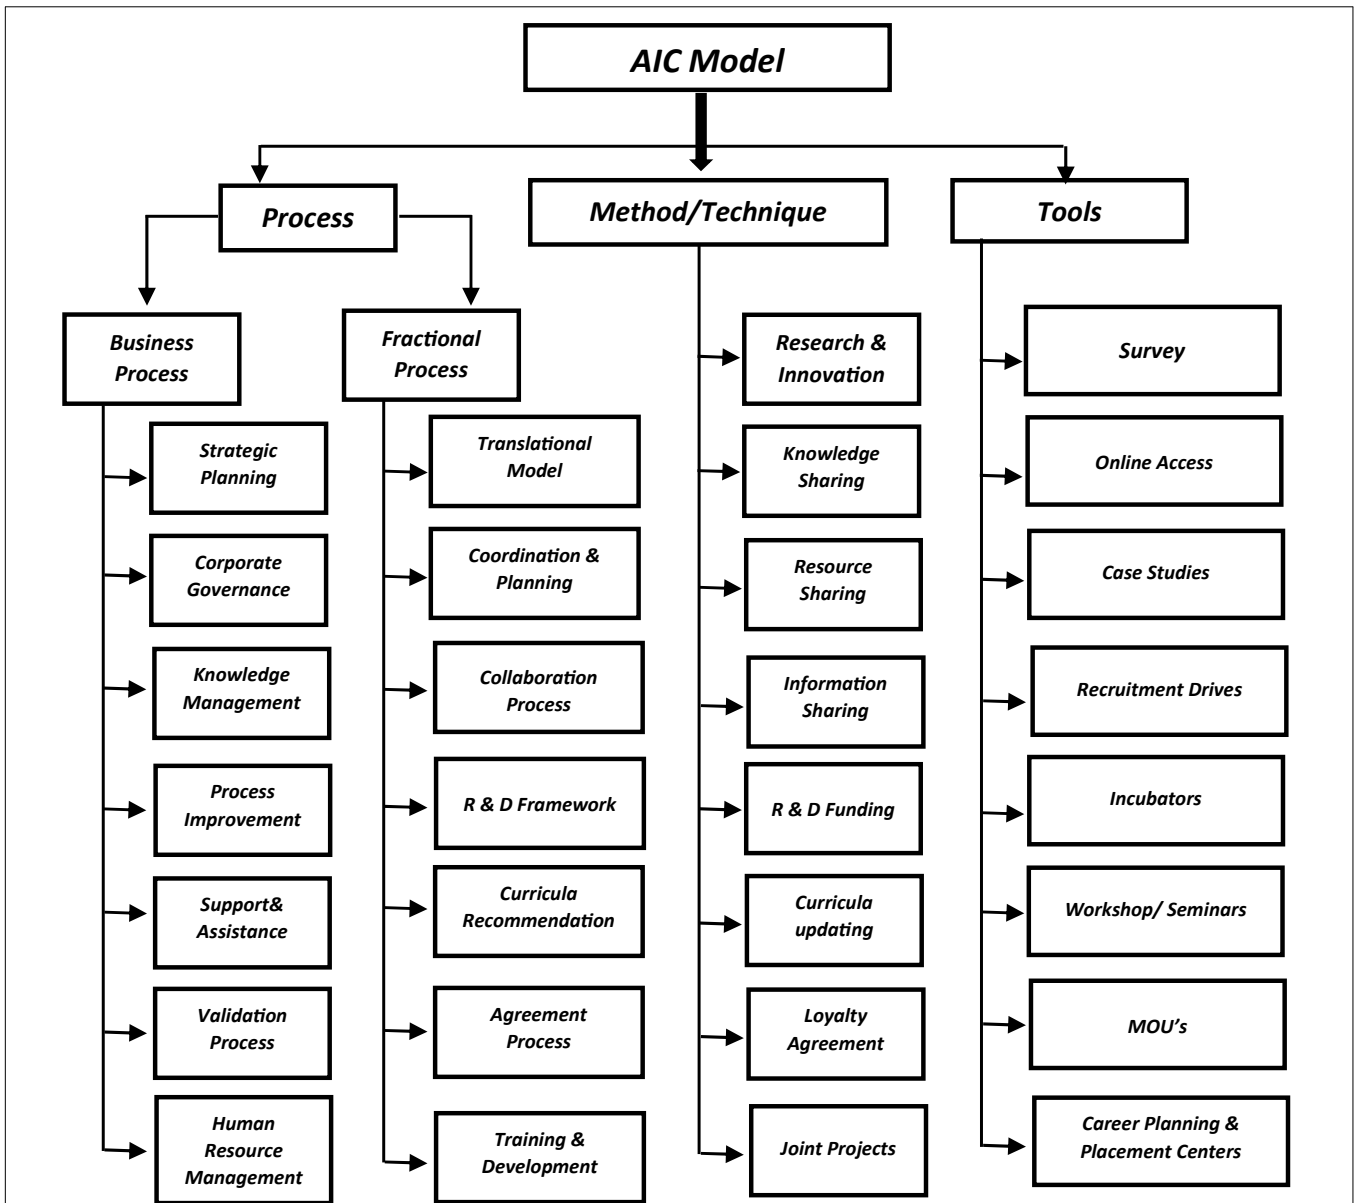 AIC Model
Process
Method/Technique
Tools
Business
Process
Strategic
Planning
Corporate
Governance
Knowledge
Management
Process
Improvement
Support&
Assistance
Validation
Process
Human
Resource
Management
Fractional
Process
Translational
Model
Coordination &
Planning
Collaboration
Process
R & D Framework
Curricula
Recommendation
Agreement
Process
Training &
Development
Research &
Innovation
Knowledge
Sharing
Resource
Sharing
Information
Sharing
R & D Funding
Curricula
updating
Loyalty
Agreement
Joint Projects
Survey
Online Access
Case Studies
Recruitment Drives
Incubators
Workshop/ Seminars
MOU’s
Career Planning &
Placement Centers